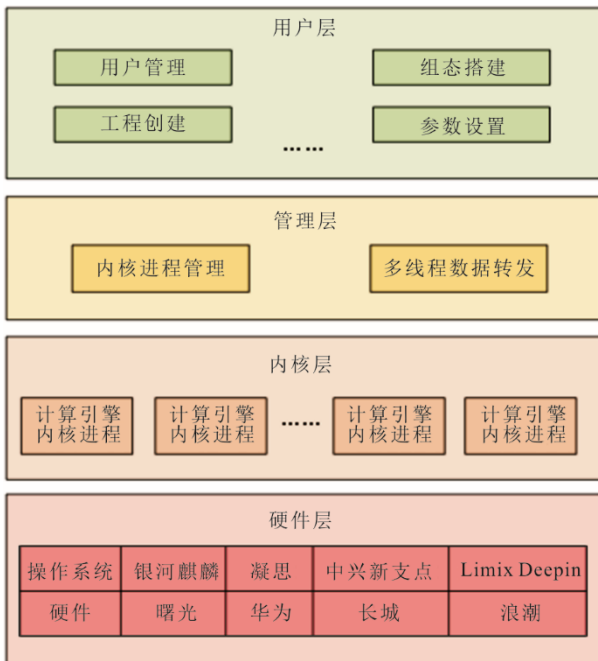 用户层
用户管理 组态搭建
工程创建 参数设置
……
管理层
内核进程管理 多线程数据转发
内核层
计算引擎 计算引擎 …… 计算引擎 计算引擎
内核进程 内核进程 内核进程 内核进程
硬件层
操作系统 银河麒麟 凝思 中兴新支点 Limix Deepin
硬件 曙光 华为 长城 浪潮